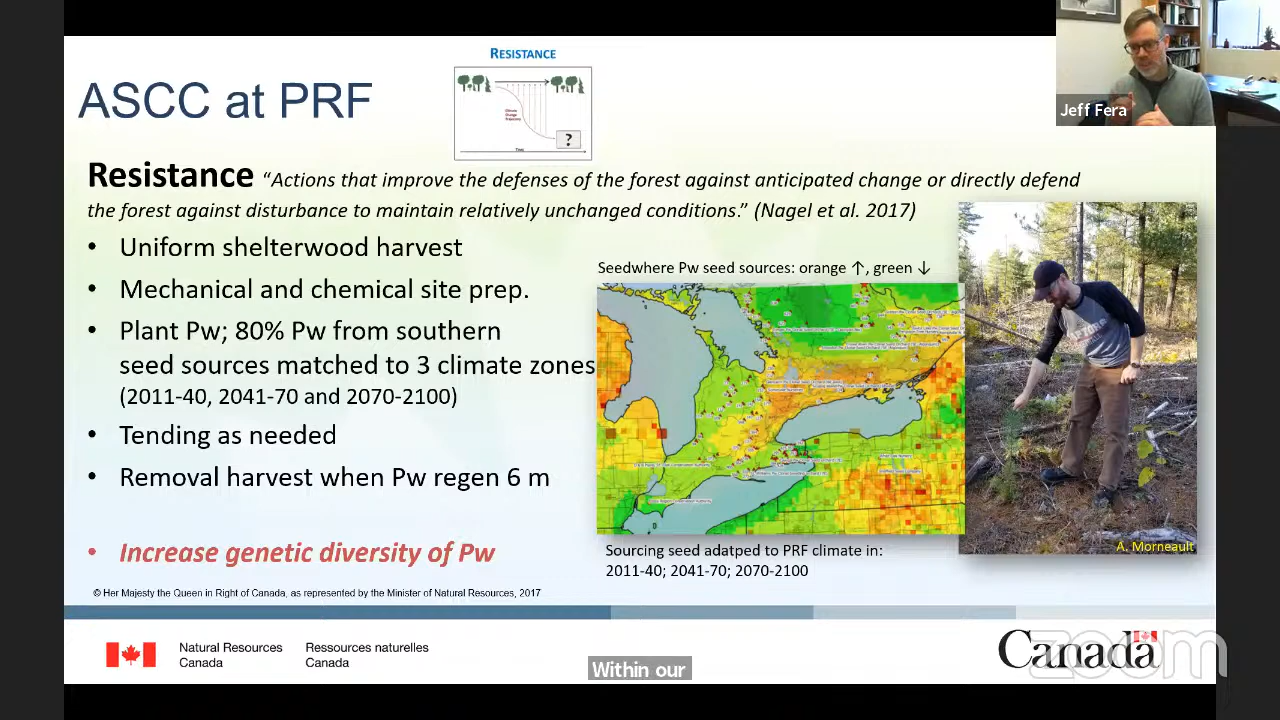 RESISTANCE
ASCC at PRF
Climate
Change
Trajectory
?
Time
Jeff Fera
Resistance “Actions that improve the defenses of the forest against anticipated change or directly defend
the forest against disturbance to maintain relatively unchanged conditions.” (Nagel et al. 2017)
• Uniform shelterwood harvest
• Mechanical and chemical site prep.
• Plant Pw; 80% Pw from southern
seed sources matched to 3 climate zones
(2011-40, 2041-70 and 2070-2100)
• Tending as needed
• Removal harvest when Pw regen 6 m
• Increase genetic diversity of Pw
Seedwhere Pw seed sources: orange ↑, green ↓
Sourcing seed adatped to PRF climate in:
2011-40; 2041-70; 2070-2100
A. Morneault
© Her Majesty the Queen in Right of Canada, as represented by the Minister of Natural Resources, 2017
Natural Resources
Canada
Ressources naturelles
Canada
Canada
zoom
Within our